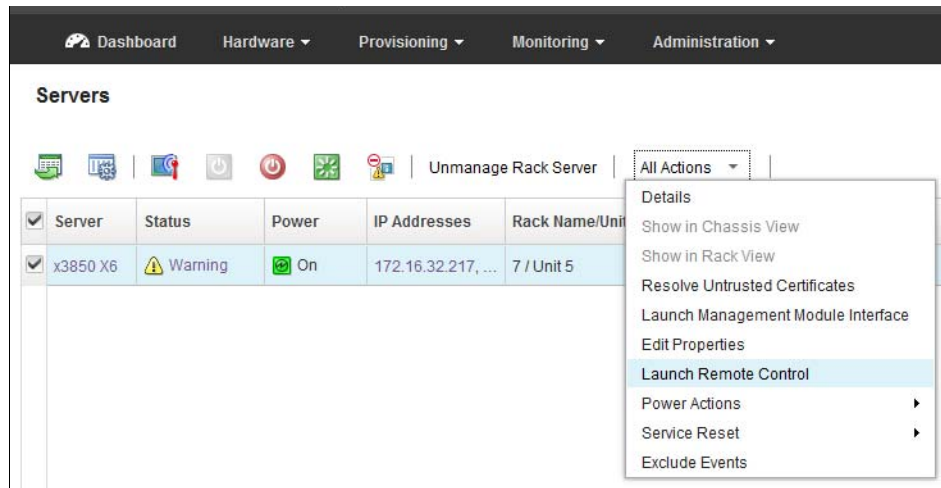 Dashboard Hardware Provisioning Monitoring Administration
Servers
Unmanage Rack Server All Actions
Server Status Power IP Addresses Rack Name/Unit
x3850 X6 Warning On 172.16.32.217, ... 7 / Unit 5
Details
Show in Chassis View
Show in Rack View
Resolve Untrusted Certificates
Launch Management Module Interface
Edit Properties
Launch Remote Control
Power Actions
Service Reset
Exclude Events